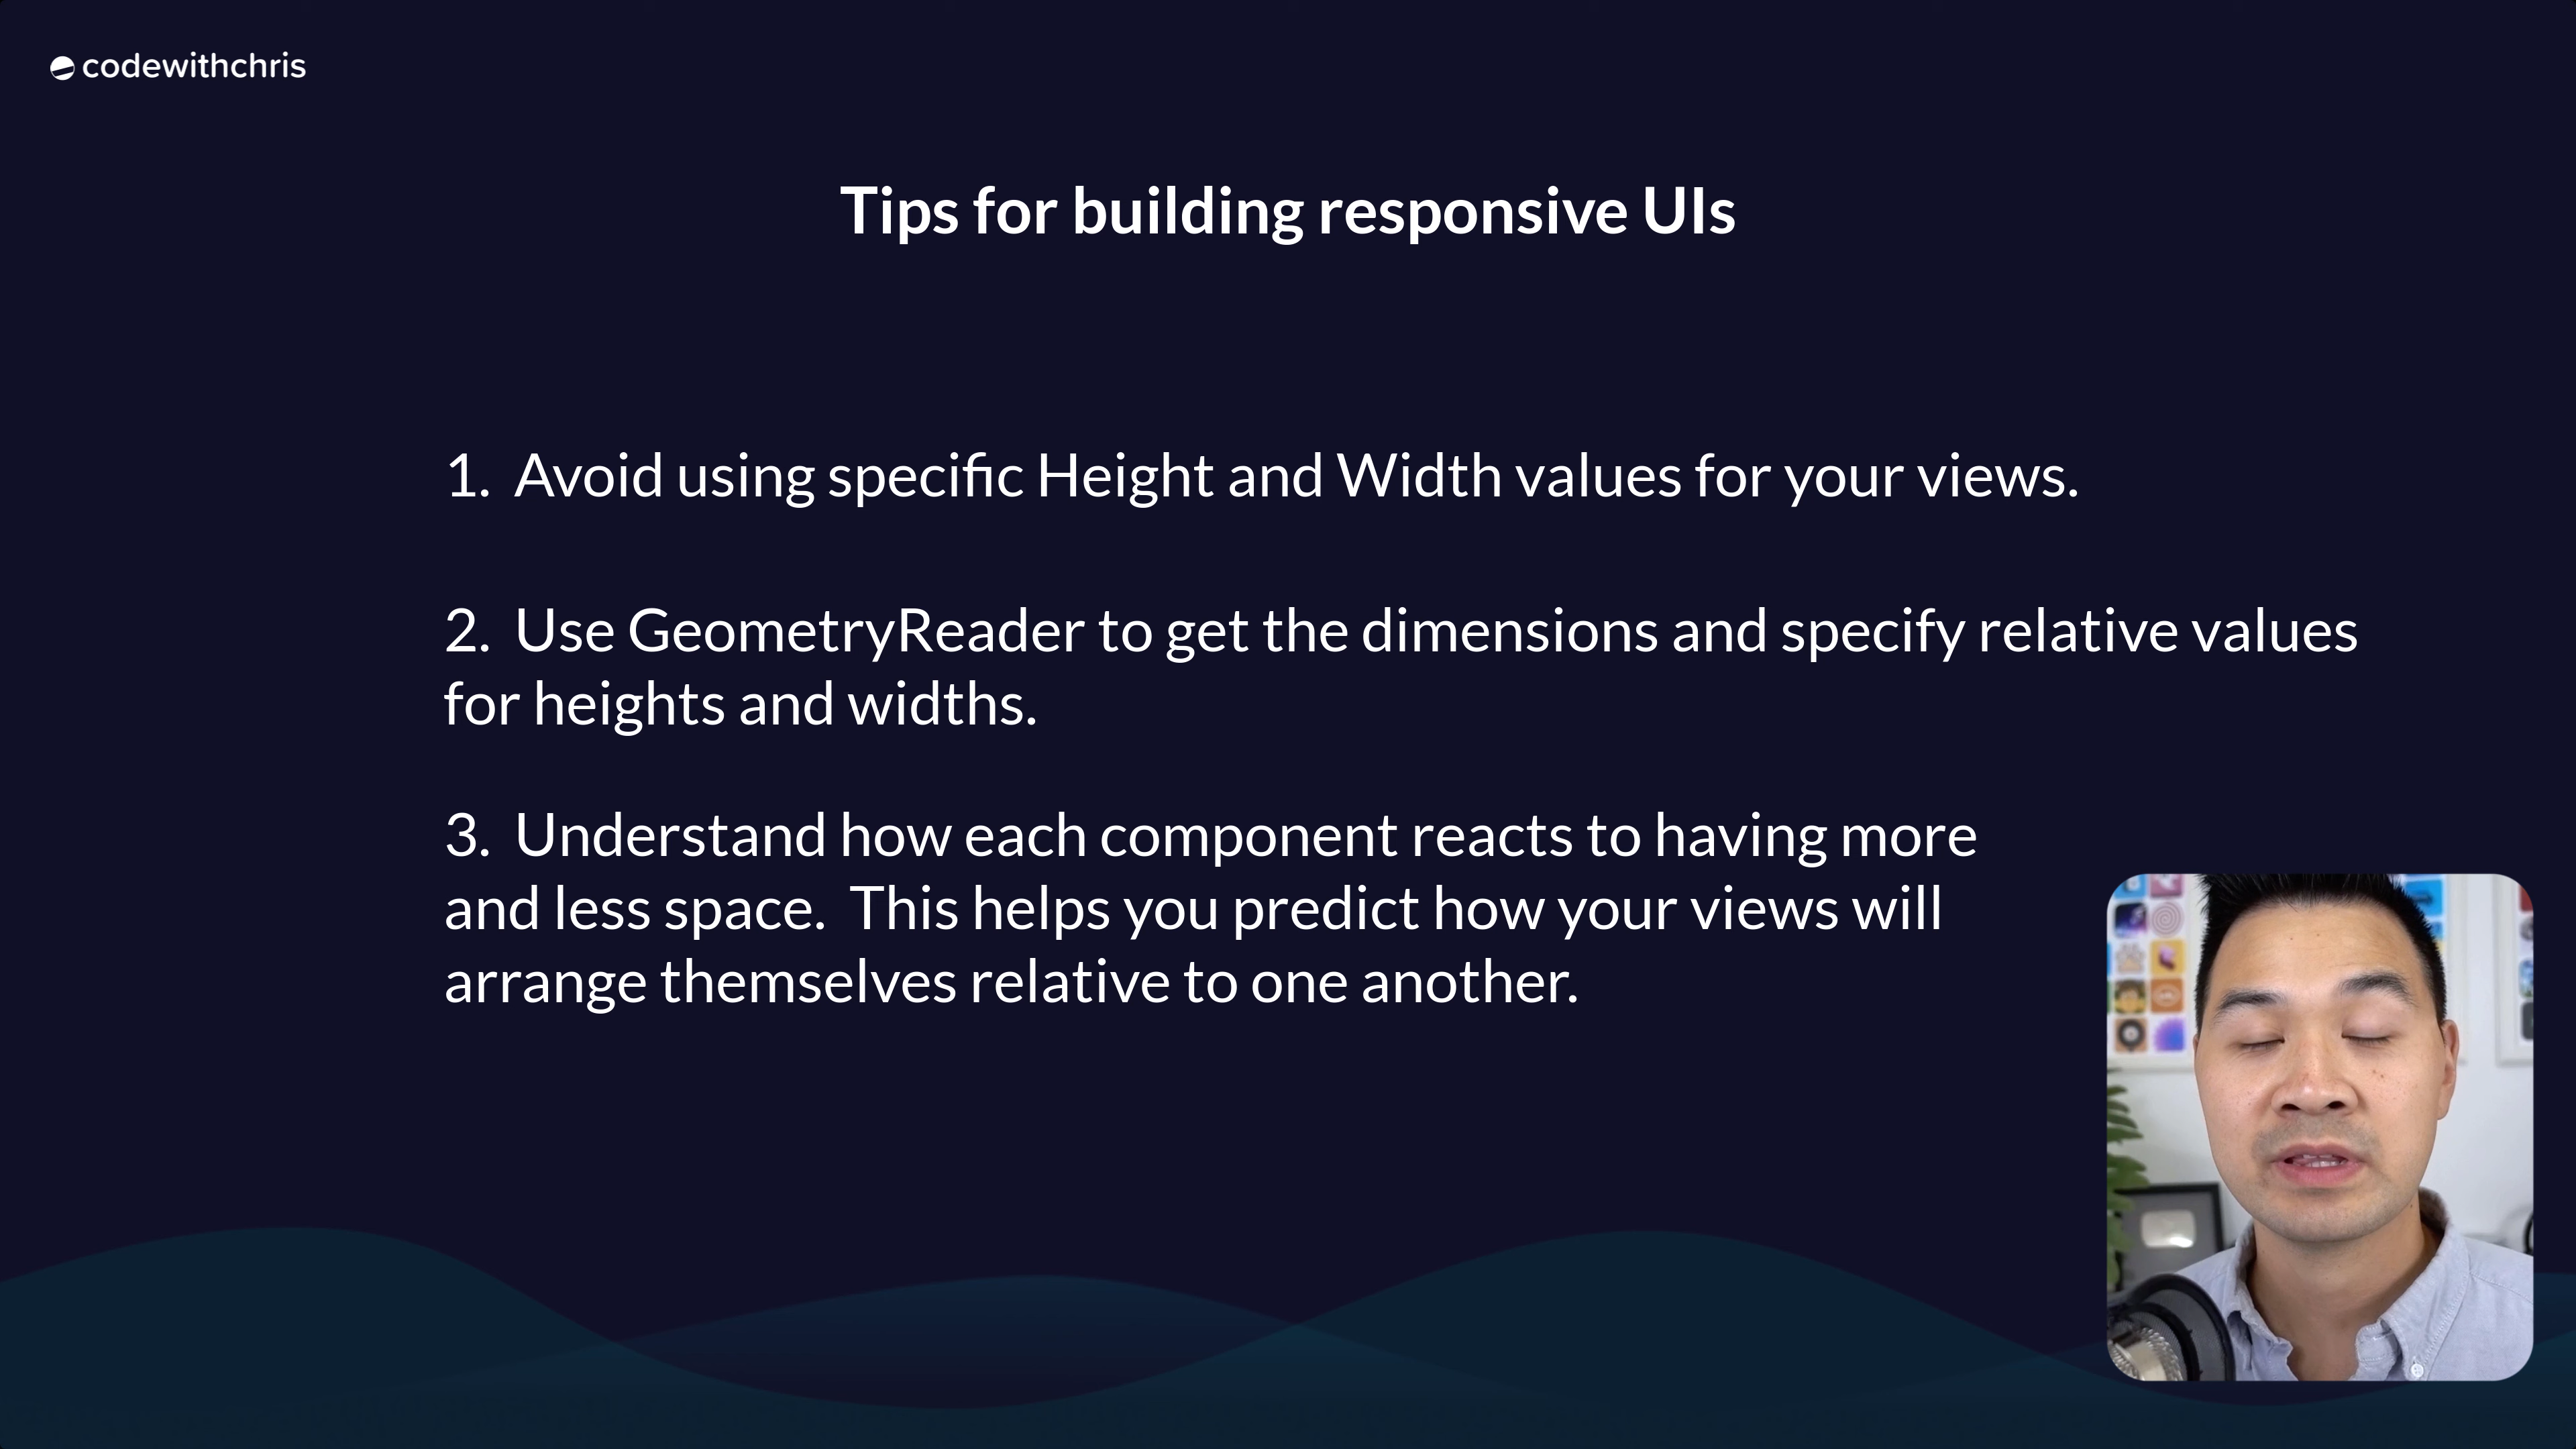 codewithchris
Tips for building responsive UIs
1. Avoid using specific Height and Width values for your views.
2. Use GeometryReader to get the dimensions and specify relative values
for heights and widths.
3. Understand how each component reacts to having more
and less space. This helps you predict how your views will
arrange themselves relative to one another.